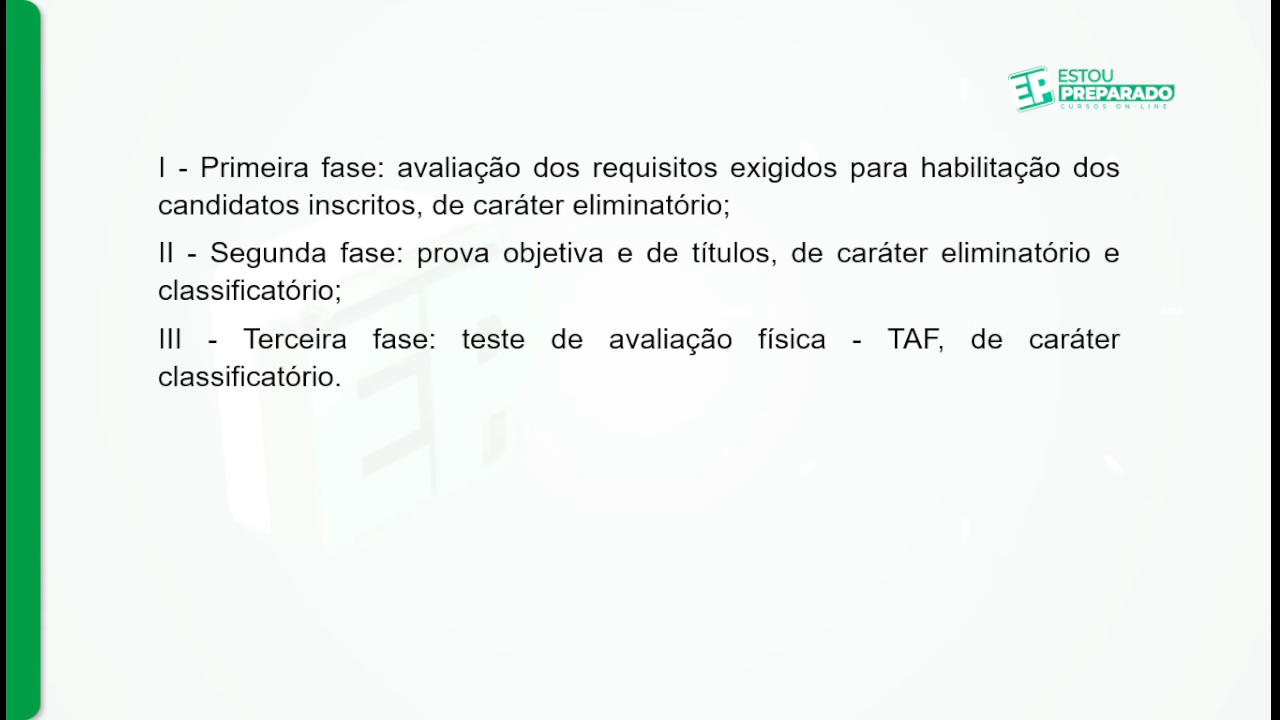 EP ESTOU
PREPARADO
CURSOS ON-LINE
I - Primeira fase: avaliação dos requisitos exigidos para habilitação dos
candidatos inscritos, de caráter eliminatório;
II - Segunda fase: prova objetiva e de títulos, de caráter eliminatório e
classificatório;
III - Terceira fase: teste de avaliação física - TAF, de caráter
classificatório.